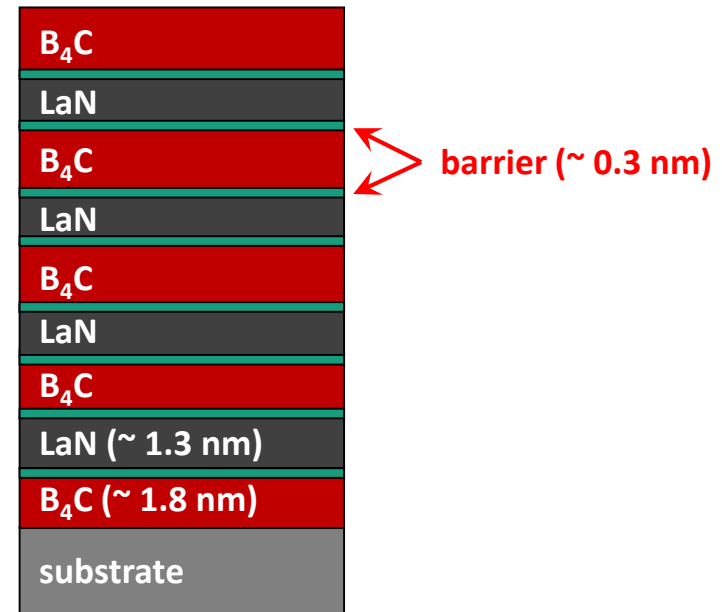 B₄C
LaN
B₄C
barrier (~ 0.3 nm)
LaN
B₄C
LaN
B₄C
LaN (~ 1.3 nm)
B₄C (~ 1.8 nm)
substrate